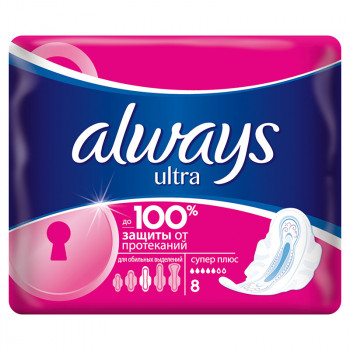 always
ultra
до 100%
защиты от
протеканий
для обильных выделений
супер плюс
8